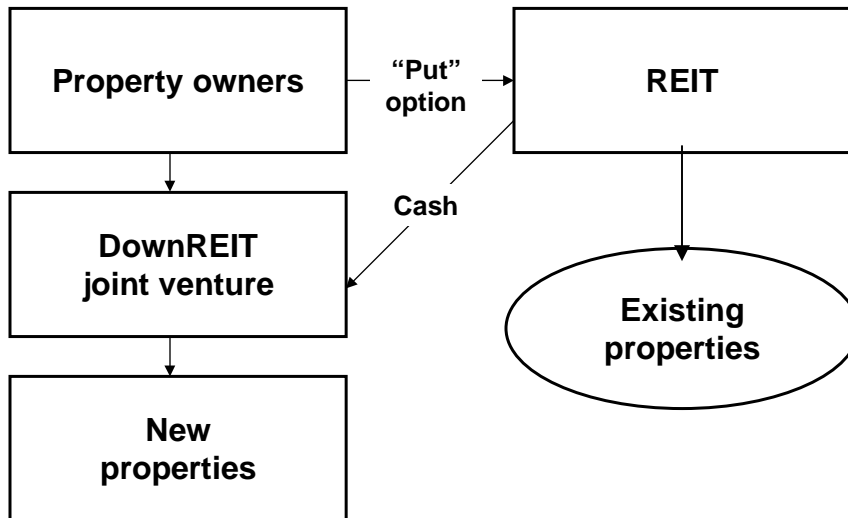 Property owners
“Put”
option
REIT
Cash
DownREIT
joint venture
Existing
properties
New
properties